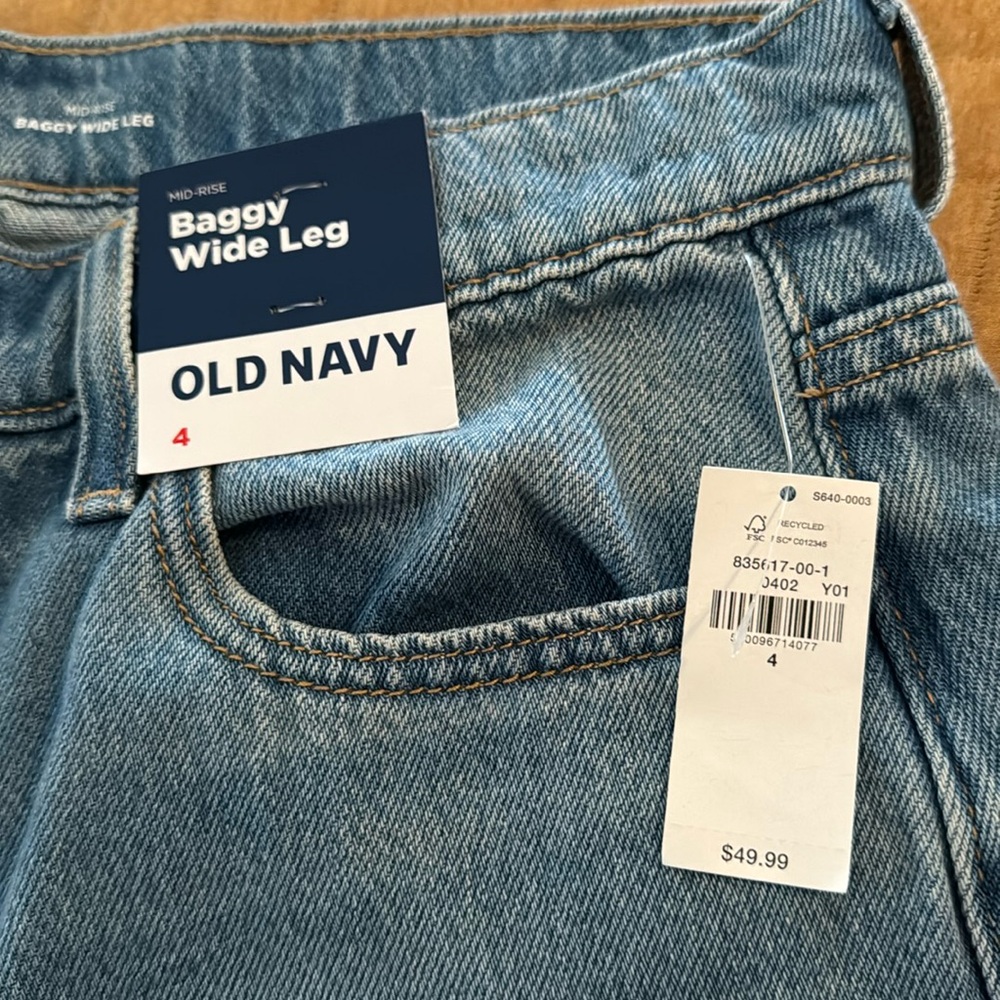 MID-RISE
BAGGY WIDE LEG
MID-RISE
Baggy
Wide Leg
OLD NAVY
4
S640-0003
RECYCLED
FSC
C012345
835617-00-1
0402 Y01
4
$49.99